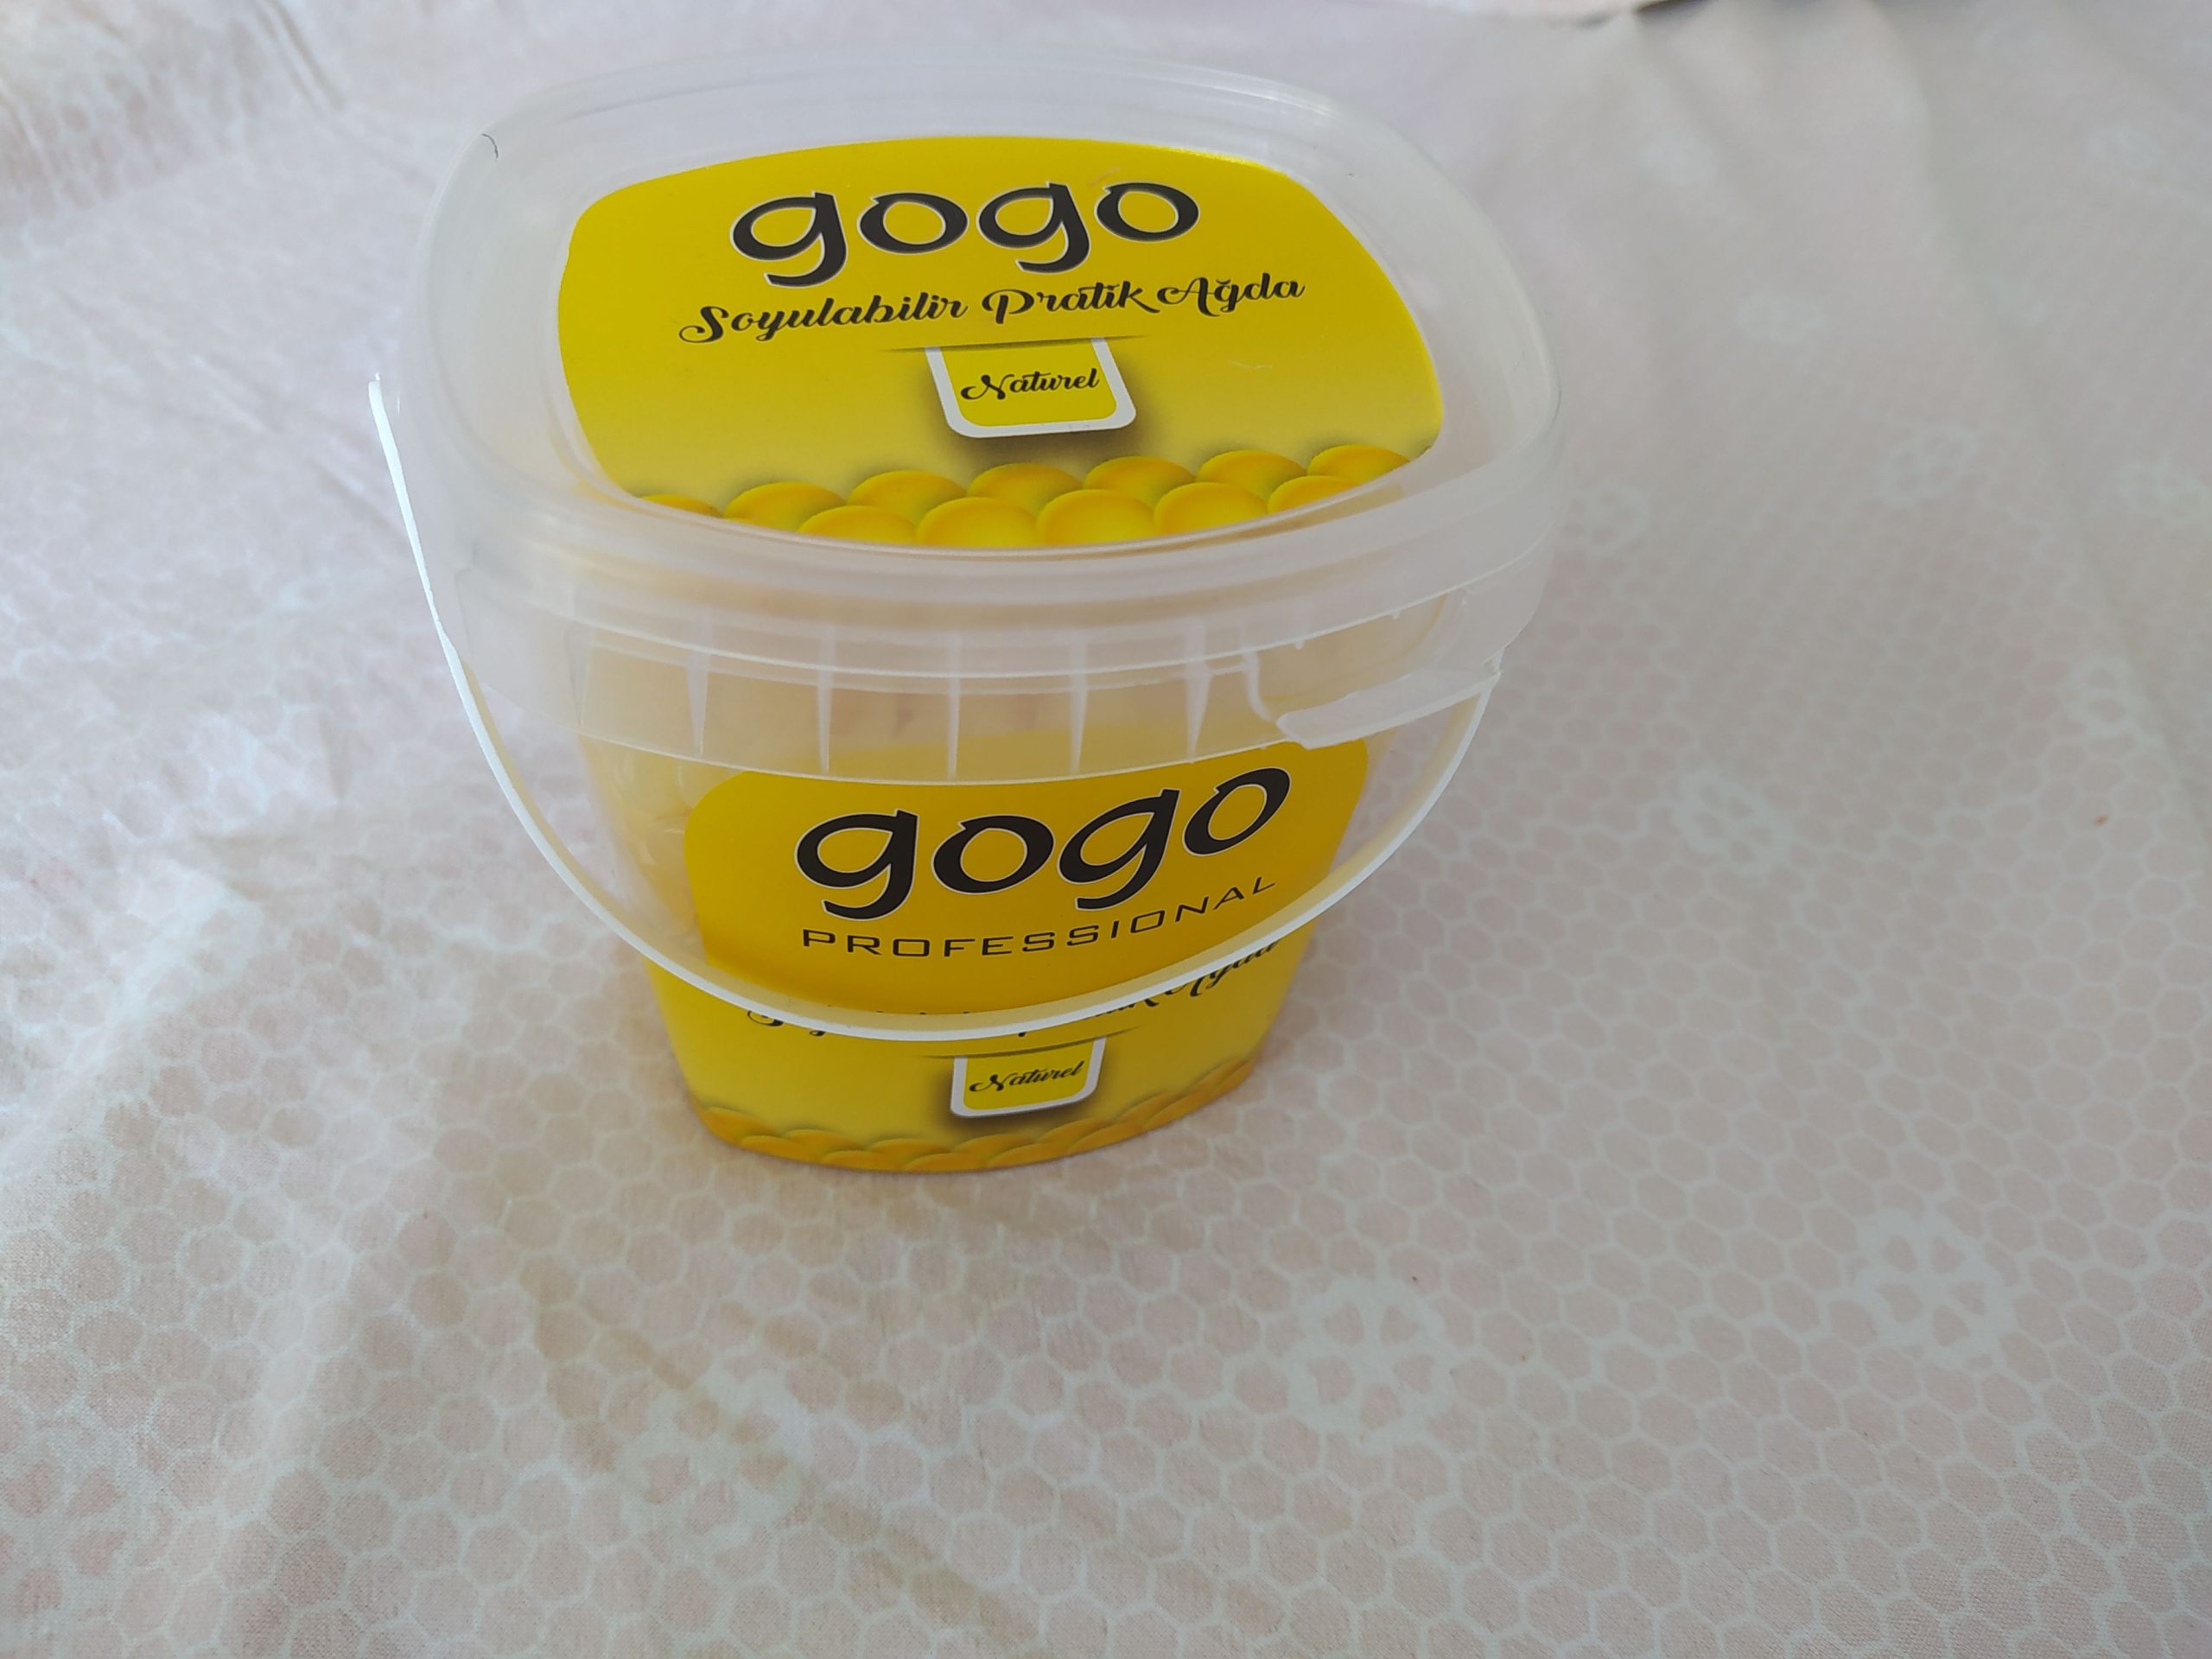 gogo
Soyulabilir Pratik Ağda
Naturel
gogo
PROFESSIONAL
Naturel